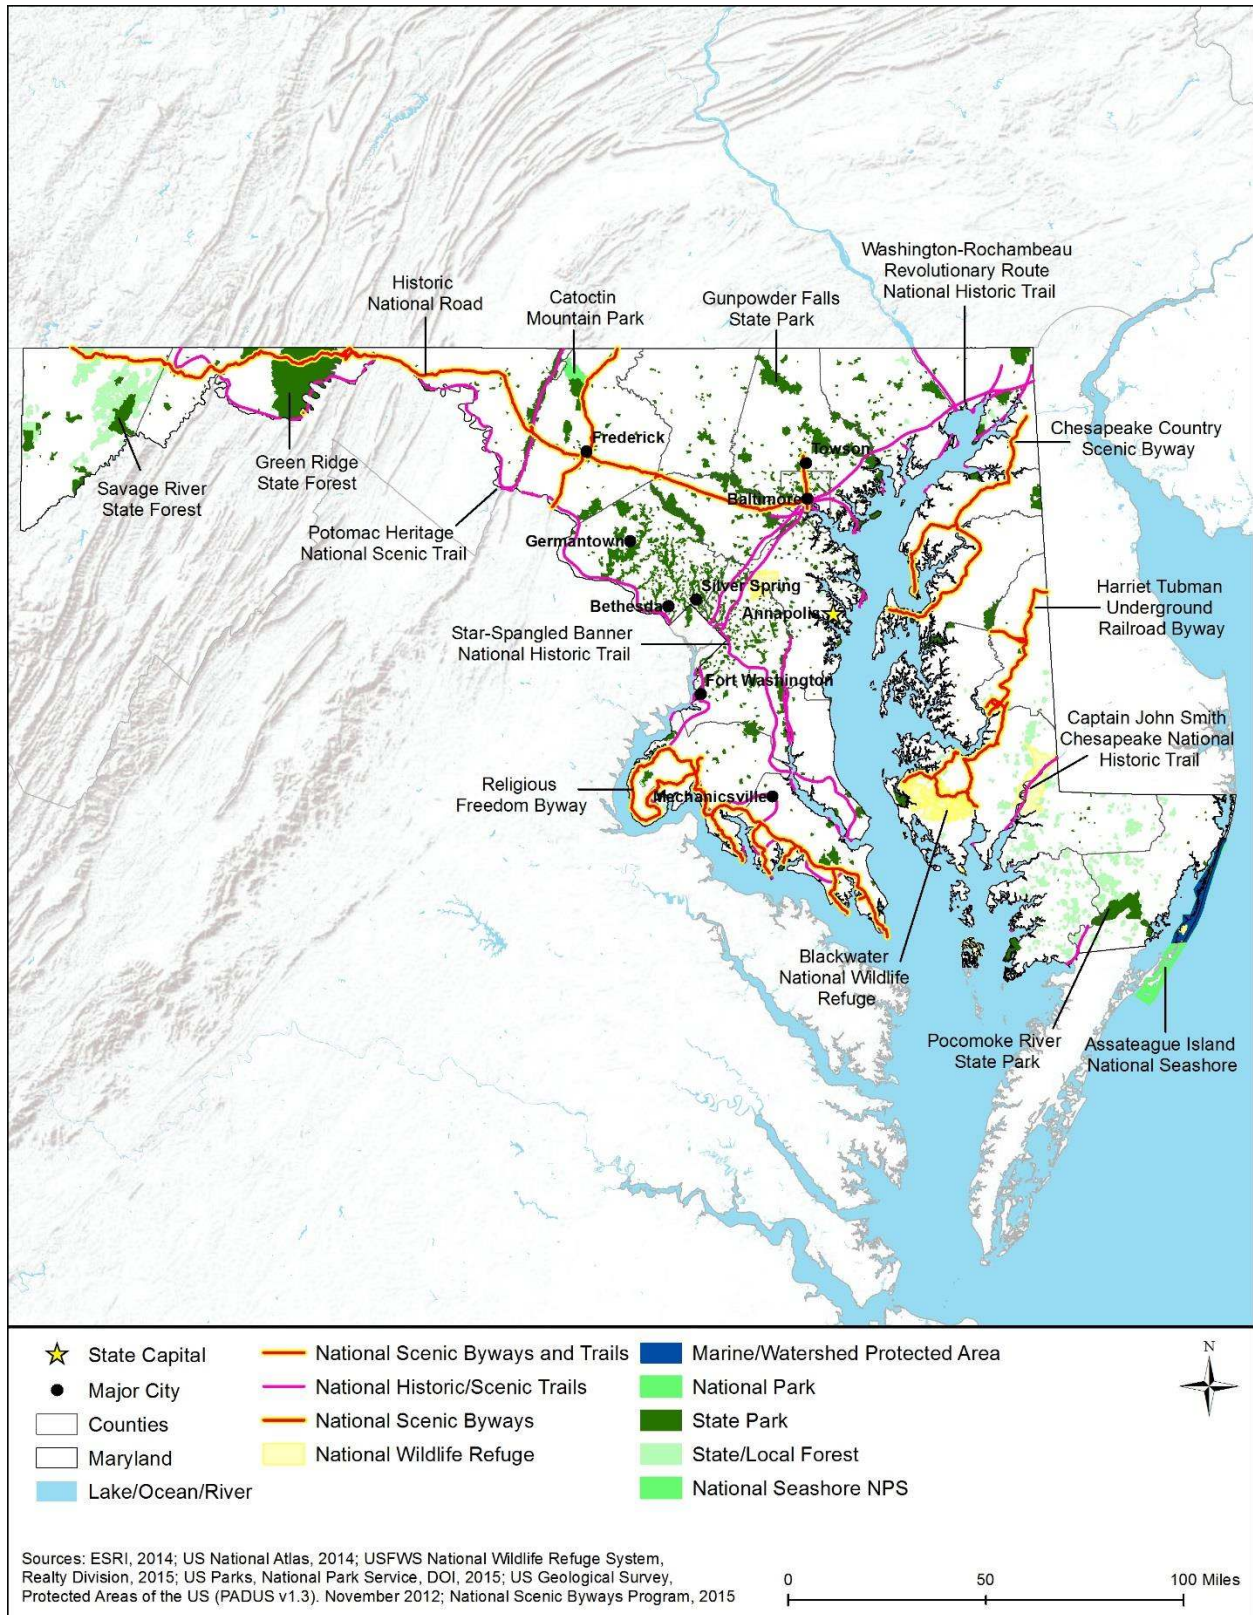 Washington-Rochambeau
Revolutionary Route
National Historic Trail
Historic
National Road
Catoctin
Mountain Park
Gunpowder Falls
State Park
Chesapeake Country
Scenic Byway
Frederick
Towson
Green Ridge
State Forest
Savage River
State Forest
Baltimore
Potomac Heritage
National Scenic Trail
Germantown
Silver Spring
Bethesda
Annapolis
Harriet Tubman
Underground
Railroad Byway
Star-Spangled Banner
National Historic Trail
Fort Washington
Captain John Smith
Chesapeake National
Historic Trail
Religious
Freedom Byway
Mechanicsville
Blackwater
National Wildlife
Refuge
Pocomoke River
State Park
Assateague Island
National Seashore
State Capital
Major City
Counties
Maryland
Lake/Ocean/River
National Scenic Byways and Trails
National Historic/Scenic Trails
National Scenic Byways
National Wildlife Refuge
Marine/Watershed Protected Area
National Park
State Park
State/Local Forest
National Seashore NPS
N
Sources: ESRI, 2014; US National Atlas, 2014; USFWS National Wildlife Refuge System,
Realty Division, 2015; US Parks, National Park Service, DOI, 2015; US Geological Survey,
Protected Areas of the US (PADUS v1.3). November 2012; National Scenic Byways Program, 2015
0 50 100 Miles